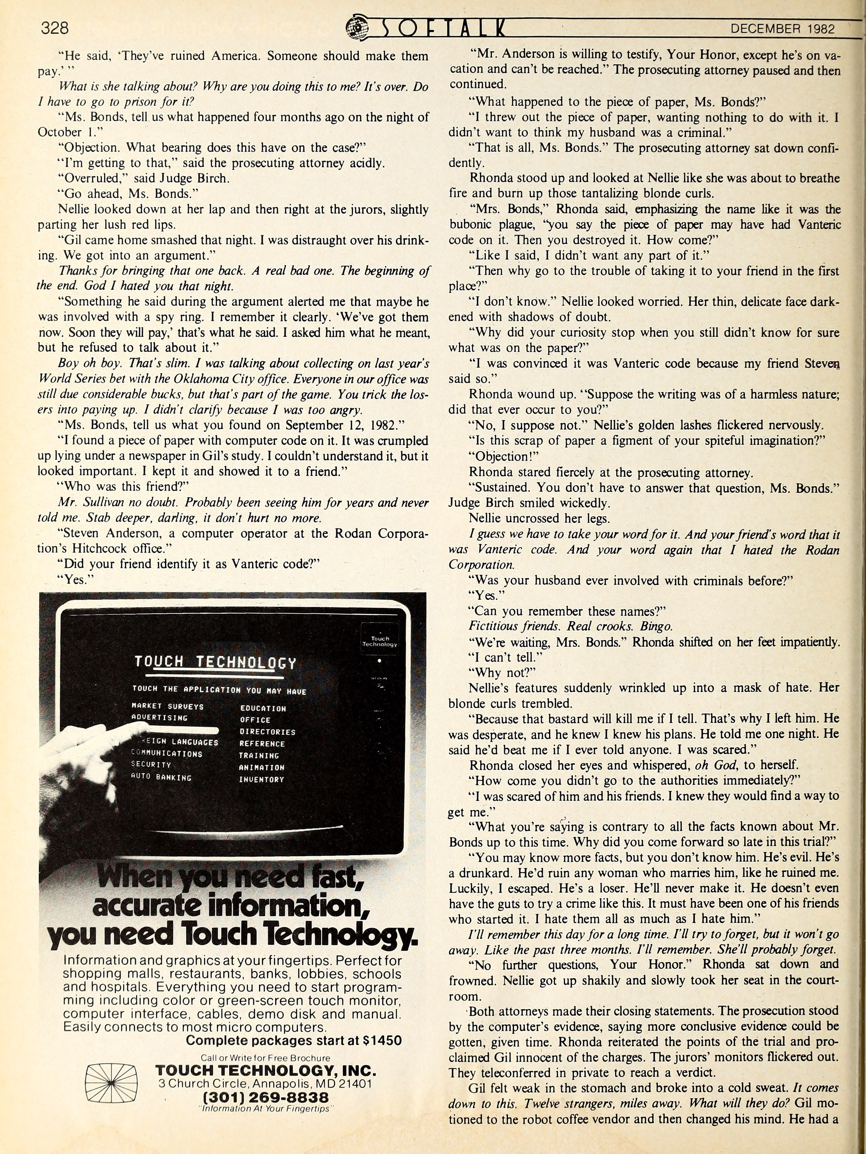 328
SOFTALK
DECEMBER 1982
“He said, ‘They've ruined America. Someone should make them
pay.’ ”
What is she talking about? Why are you doing this to me? It's over. Do
I have to go to prison for it?
“Ms. Bonds, tell us what happened four months ago on the night of
October 1.”
“Objection. What bearing does this have on the case?”
“I'm getting to that,” said the prosecuting attorney acidly.
“Overruled,” said Judge Birch.
“Go ahead, Ms. Bonds.”
Nellie looked down at her lap and then right at the jurors, slightly
parting her lush red lips.
“Gil came home smashed that night. I was distraught over his drink-
ing. We got into an argument.”
Thanks for bringing that one back. A real bad one. The beginning of
the end. God I hated you that night.
“Something he said during the argument alerted me that maybe he
was involved with a spy ring. I remember it clearly. ‘We've got them
now. Soon they will pay,’ that's what he said. I asked him what he meant,
but he refused to talk about it.”
Boy oh boy. That's slim. I was talking about collecting on last year's
World Series bet with the Oklahoma City office. Everyone in our office was
still due considerable bucks, but that's part of the game. You trick the los-
ers into paying up. I didn't clarify because I was too angry.
“Ms. Bonds, tell us what you found on September 12, 1982.”
“I found a piece of paper with computer code on it. It was crumpled
up lying under a newspaper in Gil's study. I couldn't understand it, but it
looked important. I kept it and showed it to a friend.”
“Who was this friend?”
Mr. Sullivan no doubt. Probably been seeing him for years and never
told me. Stab deeper, darling, it don't hurt no more.
“Steven Anderson, a computer operator at the Rodan Corpora-
tion's Hitchcock office.”
“Did your friend identify it as Vanteric code?”
“Yes.”
Touch
Technology
TOUCH TECHNOLOGY
TOUCH THE APPLICATION YOU MAY HAVE
MARKET SURVEYS
ADVERTISING
EIGN LANGUAGES
COMMUNICATIONS
SECURITY
AUTO BANKING
EDUCATION
OFFICE
DIRECTORIES
REFERENCE
TRAINING
ANIMATION
INVENTORY
When you need fast,
accurate information,
you need Touch Technology.
Information and graphics at your fingertips. Perfect for
shopping malls, restaurants, banks, lobbies, schools
and hospitals. Everything you need to start program-
ming including color or green-screen touch monitor,
computer interface, cables, demo disk and manual.
Easily connects to most micro computers.
Complete packages start at $1450
Call or Write for Free Brochure
TOUCH TECHNOLOGY, INC.
3 Church Circle, Annapolis, MD 21401
(301) 269-8838
“Information At Your Fingertips”
“Mr. Anderson is willing to testify, Your Honor, except he's on va-
cation and can't be reached.” The prosecuting attorney paused and then
continued.
“What happened to the piece of paper, Ms. Bonds?”
“I threw out the piece of paper, wanting nothing to do with it. I
didn't want to think my husband was a criminal.”
“That is all, Ms. Bonds.” The prosecuting attorney sat down confi-
dently.
Rhonda stood up and looked at Nellie like she was about to breathe
fire and burn up those tantalizing blonde curls.
“Mrs. Bonds,” Rhonda said, emphasizing the name like it was the
bubonic plague, “you say the piece of paper may have had Vanteric
code on it. Then you destroyed it. How come?”
“Like I said, I didn't want any part of it.”
“Then why go to the trouble of taking it to your friend in the first
place?”
“I don't know.” Nellie looked worried. Her thin, delicate face dark-
ened with shadows of doubt.
“Why did your curiosity stop when you still didn't know for sure
what was on the paper?”
“I was convinced it was Vanteric code because my friend Steven
said so.”
Rhonda wound up. “Suppose the writing was of a harmless nature;
did that ever occur to you?”
“No, I suppose not.” Nellie's golden lashes flickered nervously.
“Is this scrap of paper a figment of your spiteful imagination?”
“Objection!”
Rhonda stared fiercely at the prosecuting attorney.
“Sustained. You don't have to answer that question, Ms. Bonds.”
Judge Birch smiled wickedly.
Nellie uncrossed her legs.
I guess we have to take your word for it. And your friend's word that it
was Vanteric code. And your word again that I hated the Rodan
Corporation.
“Was your husband ever involved with criminals before?”
“Yes.”
“Can you remember these names?”
Fictitious friends. Real crooks. Bingo.
“We're waiting, Mrs. Bonds.” Rhonda shifted on her feet impatiently.
“I can't tell.”
“Why not?”
Nellie's features suddenly wrinkled up into a mask of hate. Her
blonde curls trembled.
“Because that bastard will kill me if I tell. That's why I left him. He
was desperate, and he knew I knew his plans. He told me one night. He
said he'd beat me if I ever told anyone. I was scared.”
Rhonda closed her eyes and whispered, oh God, to herself.
“How come you didn't go to the authorities immediately?”
“I was scared of him and his friends. I knew they would find a way to
get me.”
“What you're saying is contrary to all the facts known about Mr.
Bonds up to this time. Why did you come forward so late in this trial?”
“You may know more facts, but you don't know him. He's evil. He's
a drunkard. He'd ruin any woman who marries him, like he ruined me.
Luckily, I escaped. He's a loser. He'll never make it. He doesn't even
have the guts to try a crime like this. It must have been one of his friends
who started it. I hate them all as much as I hate him.”
I'll remember this day for a long time. I'll try to forget, but it won't go
away. Like the past three months. I'll remember. She'll probably forget.
“No further questions, Your Honor.” Rhonda sat down and
frowned. Nellie got up shakily and slowly took her seat in the court-
room.
Both attorneys made their closing statements. The prosecution stood
by the computer's evidence, saying more conclusive evidence could be
gotten, given time. Rhonda reiterated the points of the trial and pro-
claimed Gil innocent of the charges. The jurors' monitors flickered out.
They teleconferred in private to reach a verdict.
Gil felt weak in the stomach and broke into a cold sweat. It comes
down to this. Twelve strangers, miles away. What will they do? Gil mo-
tioned to the robot coffee vendor and then changed his mind. He had a